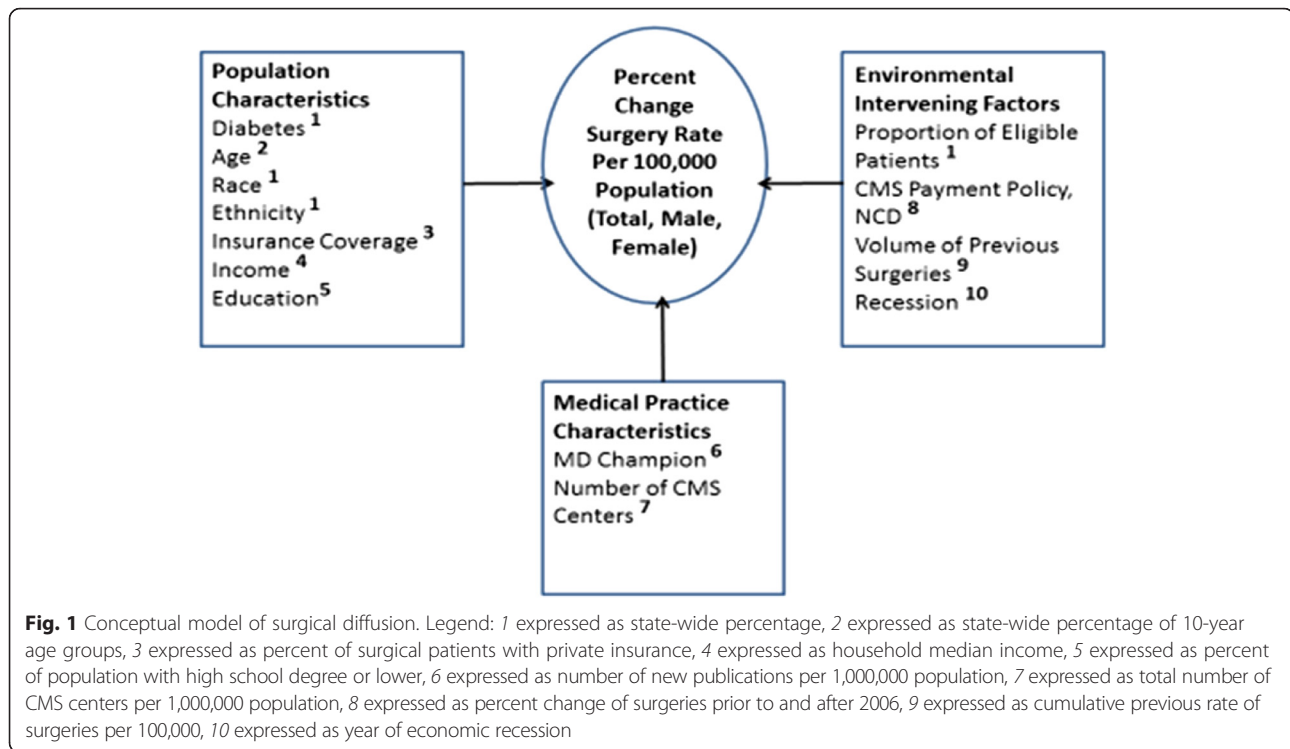 Population
Characteristics
Diabetes 1
Age 2
Race 1
Ethnicity 1
Insurance Coverage 3
Income 4
Education5
Percent
Change
Surgery Rate
Per 100,000
Population
(Total, Male,
Female)
Environmental
Intervening Factors
Proportion of Eligible
Patients 1
CMS Payment Policy,
NCD 8
Volume of Previous
Surgeries 9
Recession 10
Medical Practice
Characteristics
MD Champion 6
Number of CMS
Centers 7
Fig. 1 Conceptual model of surgical diffusion. Legend: 1 expressed as state-wide percentage, 2 expressed as state-wide percentage of 10-year
age groups, 3 expressed as percent of surgical patients with private insurance, 4 expressed as household median income, 5 expressed as percent
of population with high school degree or lower, 6 expressed as number of new publications per 1,000,000 population, 7 expressed as total number of
CMS centers per 1,000,000 population, 8 expressed as percent change of surgeries prior to and after 2006, 9 expressed as cumulative previous rate of
surgeries per 100,000, 10 expressed as year of economic recession